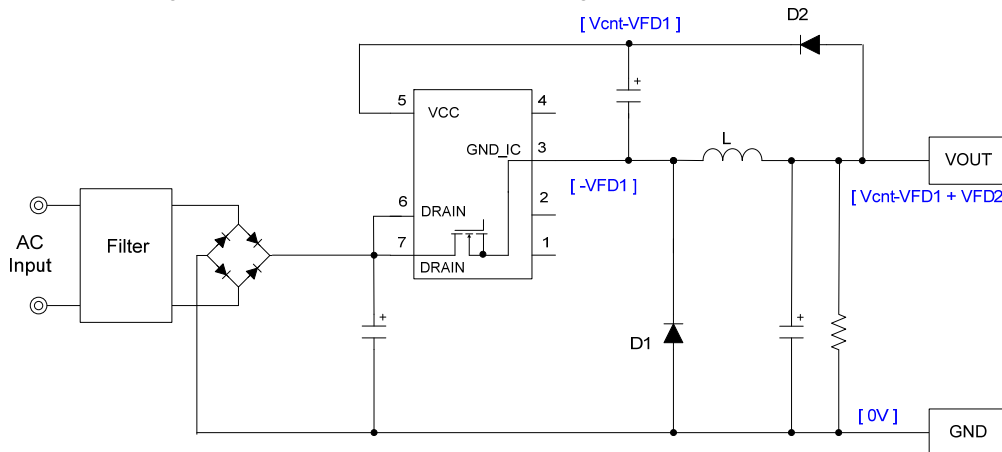 [ Vcnt-VFD1 ]
D2
5
VCC
4
GND_IC
3
L
VOUT
[ -VFD1 ]
[ Vcnt-VFD1 + VFD2
6
DRAIN
2
AC
Input
Filter
7
DRAIN
1
D1
[ 0V ]
GND
+
+
+